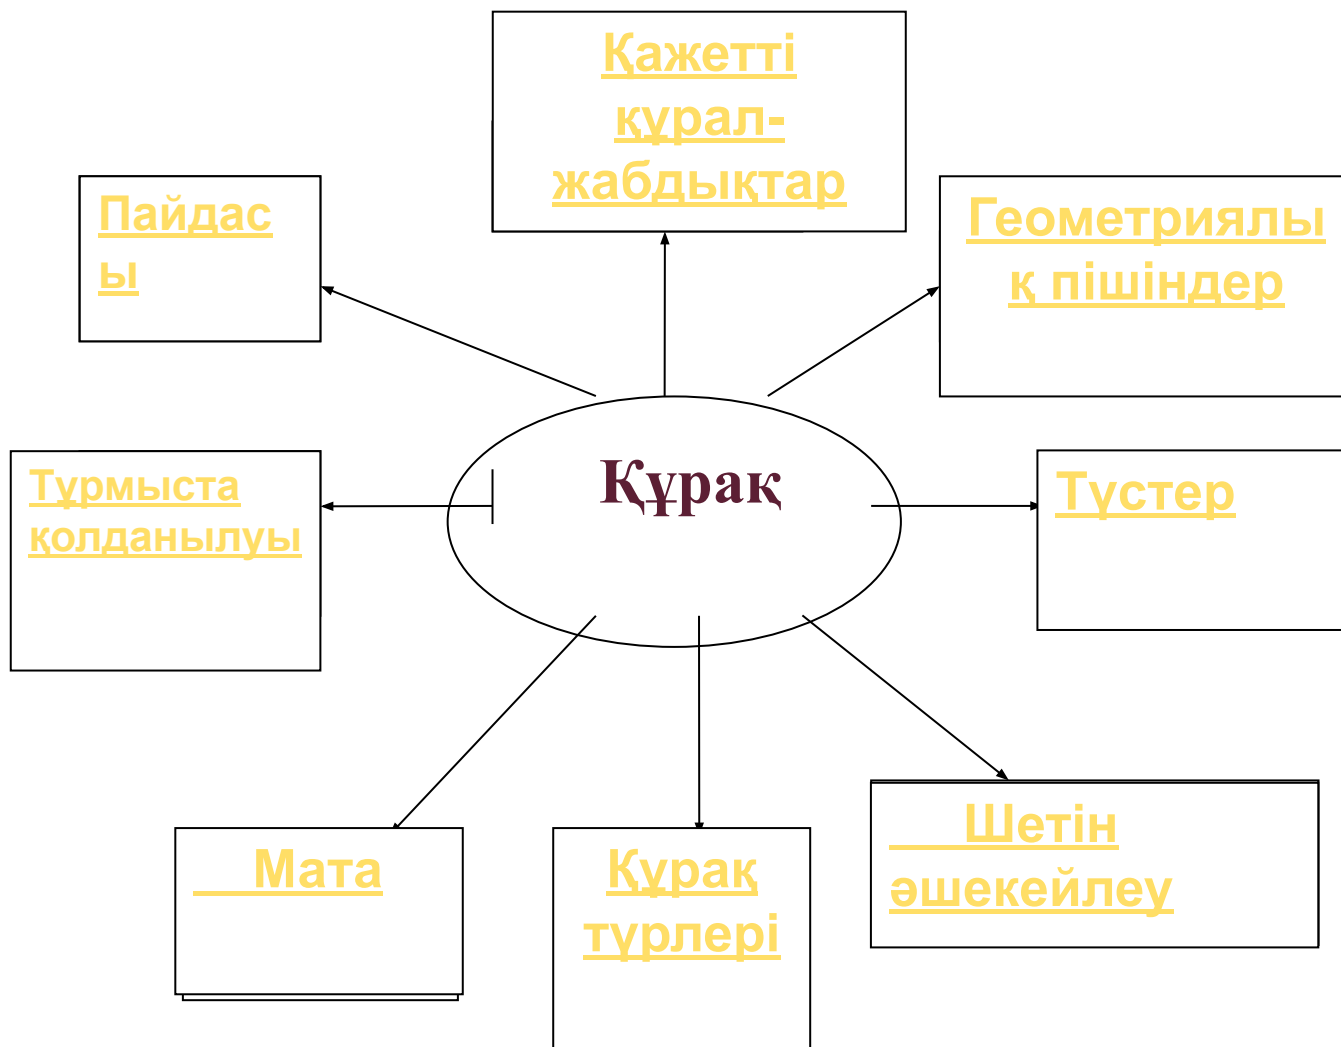 Қажетті
құрал-
жабдықтар
Пайдас
ы
Геометриялы
қ пішіндер
Құрақ
Тұрмыста
қолданылуы
Түстер
Мата
Құрақ
түрлері
Шетін
әшекейлеу